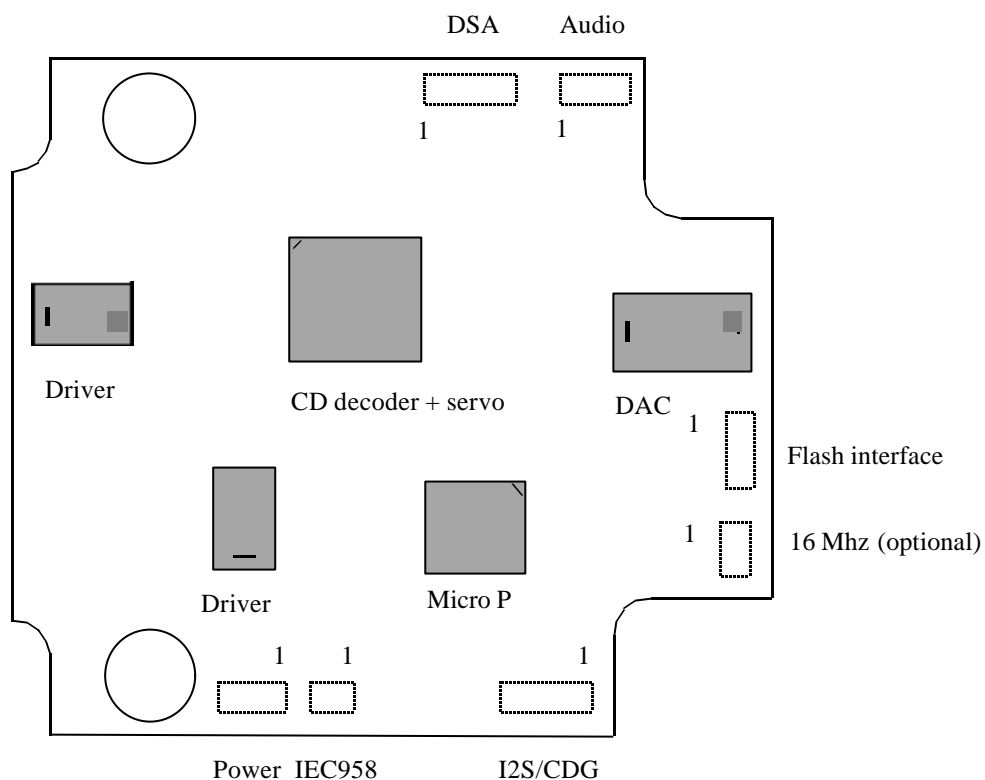 DSA Audio
1 1
Driver
CD decoder + servo
DAC
1
Flash interface
1
16 Mhz (optional)
Driver
Micro P
1 1 1
Power IEC958 I2S/CDG